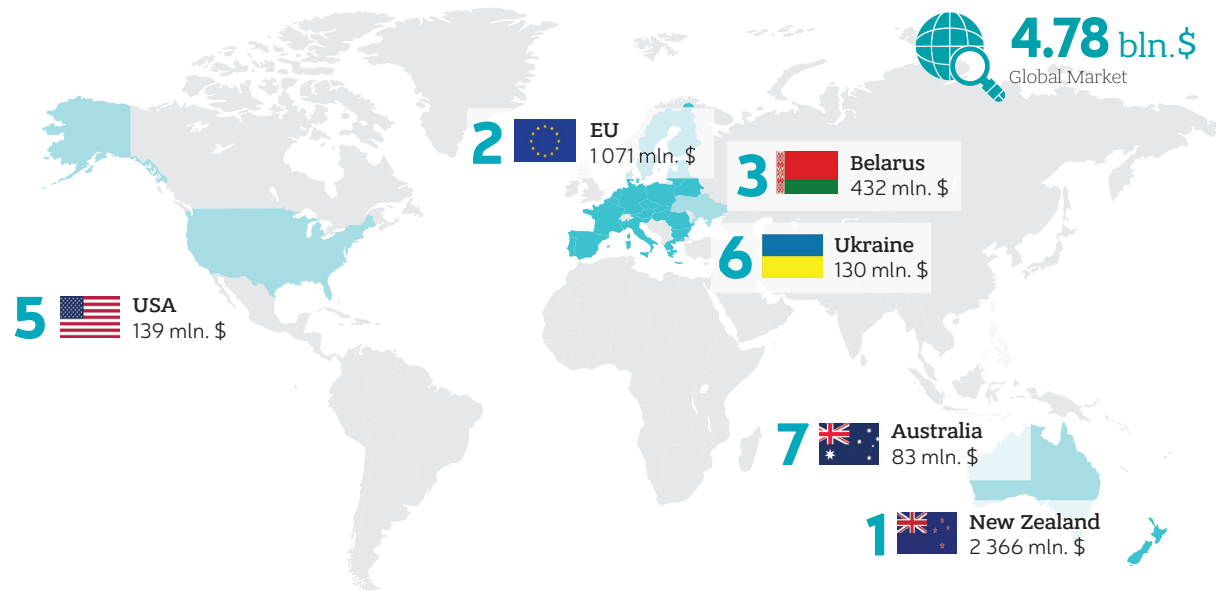 4.78 bln.$
Global Market
2
EU
1 071 mln. $
3
Belarus
432 mln. $
6
Ukraine
130 mln. $
5
USA
139 mln. $
7
Australia
83 mln. $
1
New Zealand
2 366 mln. $